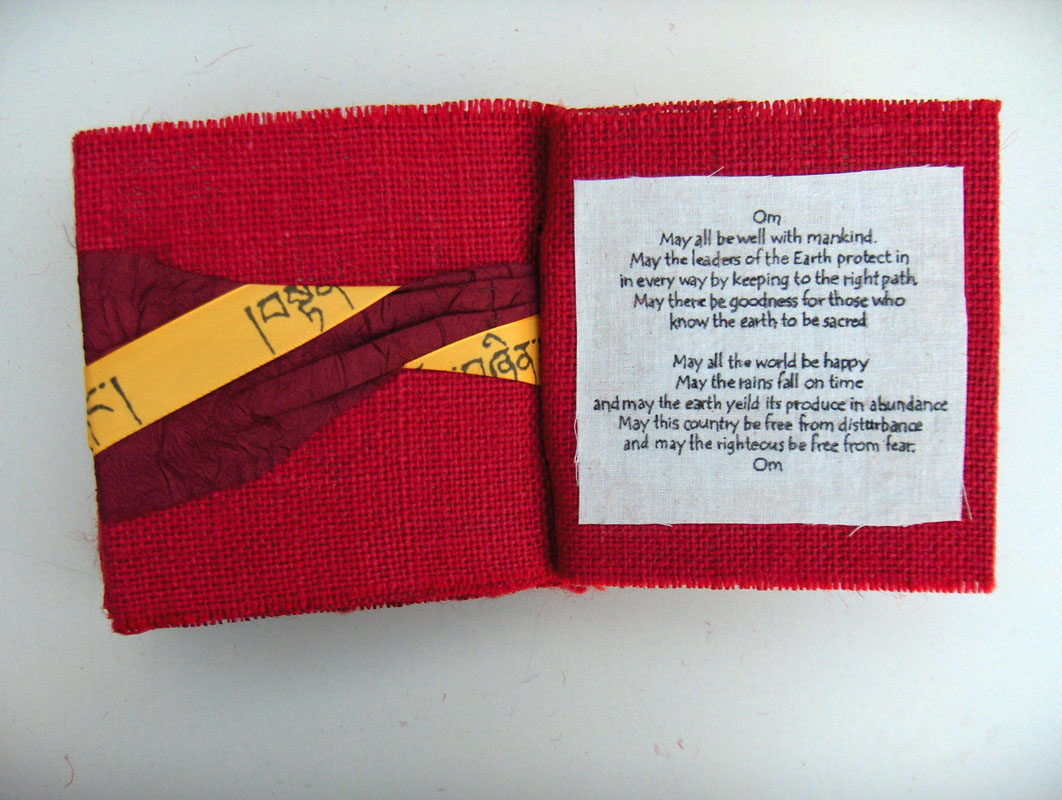 Om
May all be well with mankind.
May the leaders of the Earth protect in
in every way by keeping to the right path.
May there be goodness for those who
know the earth to be sacred
May all the world be happy
May the rains fall on time
and may the earth yeild its produce in abundance
May this country be free from disturbance
and may the righteous be free from fear.
Om